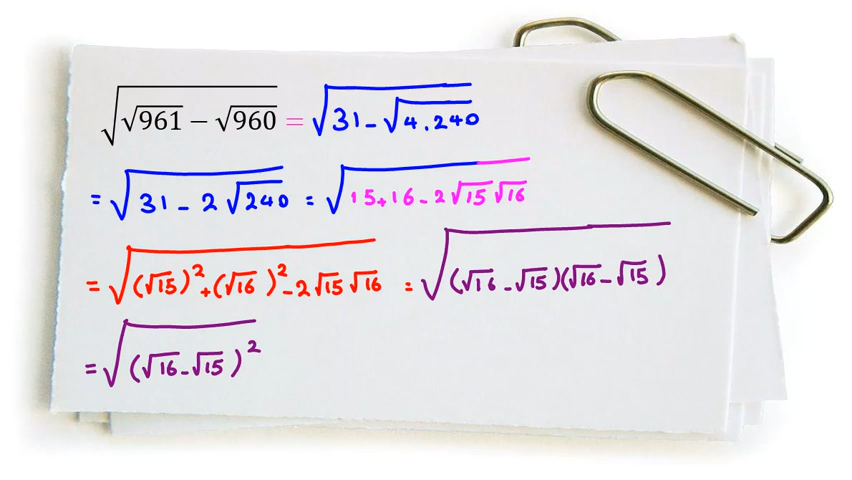 √(√961 − √960) = √(31 - √(4.240))
= √(31 - 2√240) = √(15+16-2√15√16)
= √((√15)²+(√16)²-2√15√16) = √((√16-√15)(√16-√15))
= √((√16-√15)²)